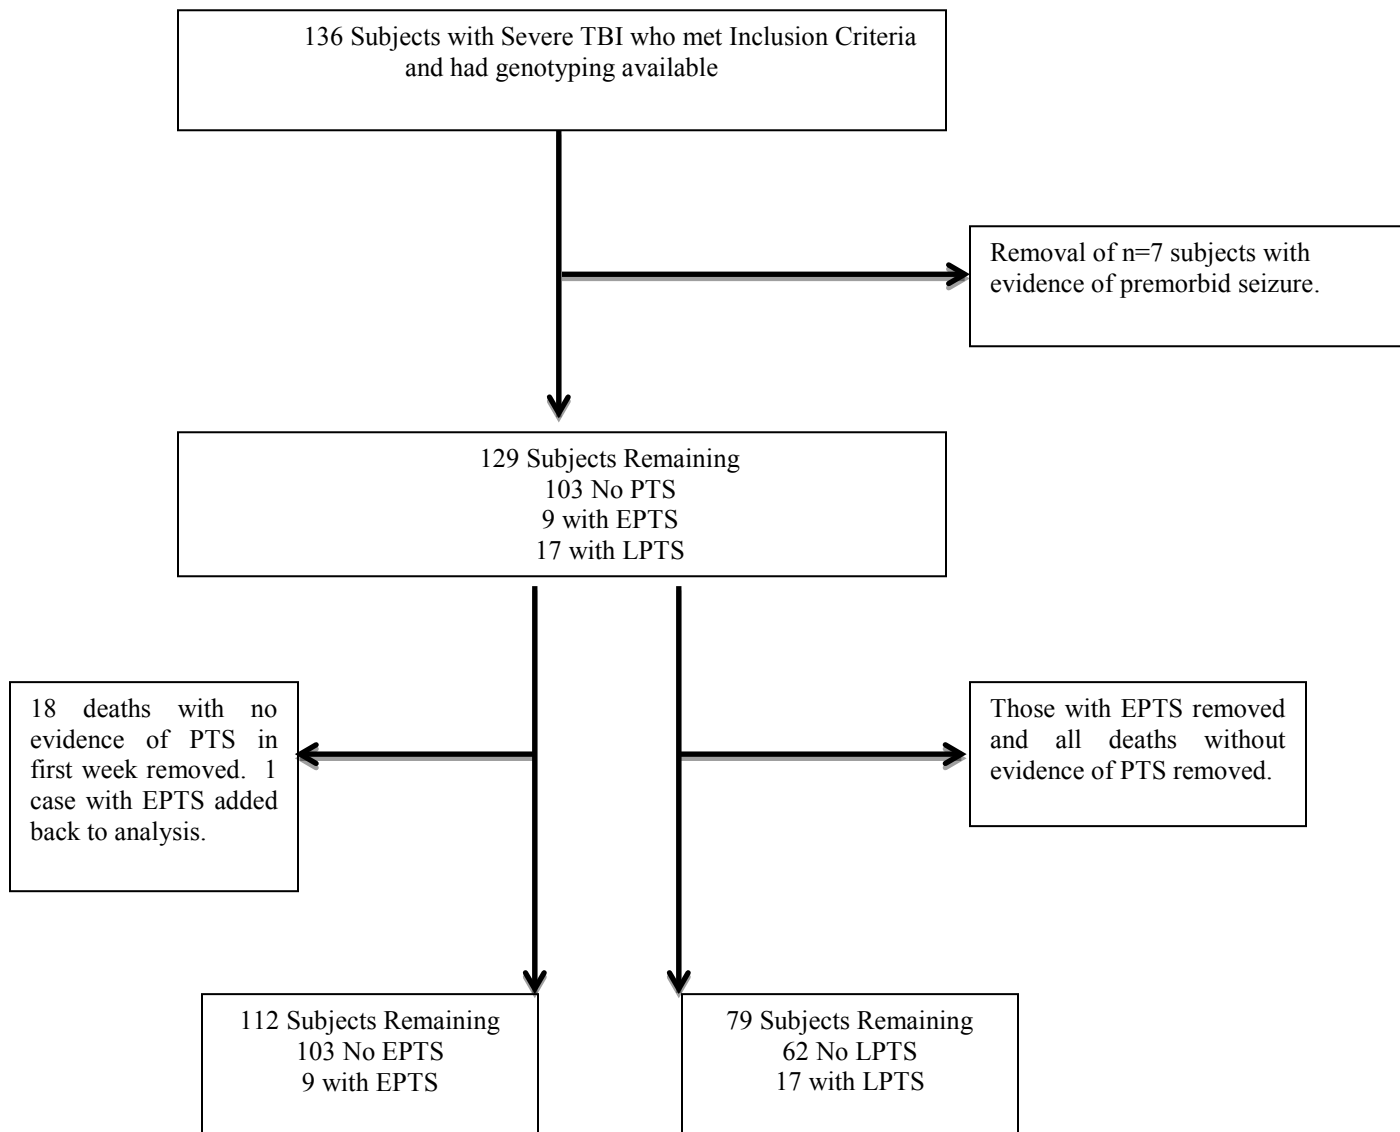 136 Subjects with Severe TBI who met Inclusion Criteria
and had genotyping available
Removal of n=7 subjects with
evidence of premorbid seizure.
129 Subjects Remaining
103 No PTS
9 with EPTS
17 with LPTS
18 deaths with no
evidence of PTS in
first week removed. 1
case with EPTS added
back to analysis.
Those with EPTS removed
and all deaths without
evidence of PTS removed.
112 Subjects Remaining
103 No EPTS
9 with EPTS
79 Subjects Remaining
62 No LPTS
17 with LPTS